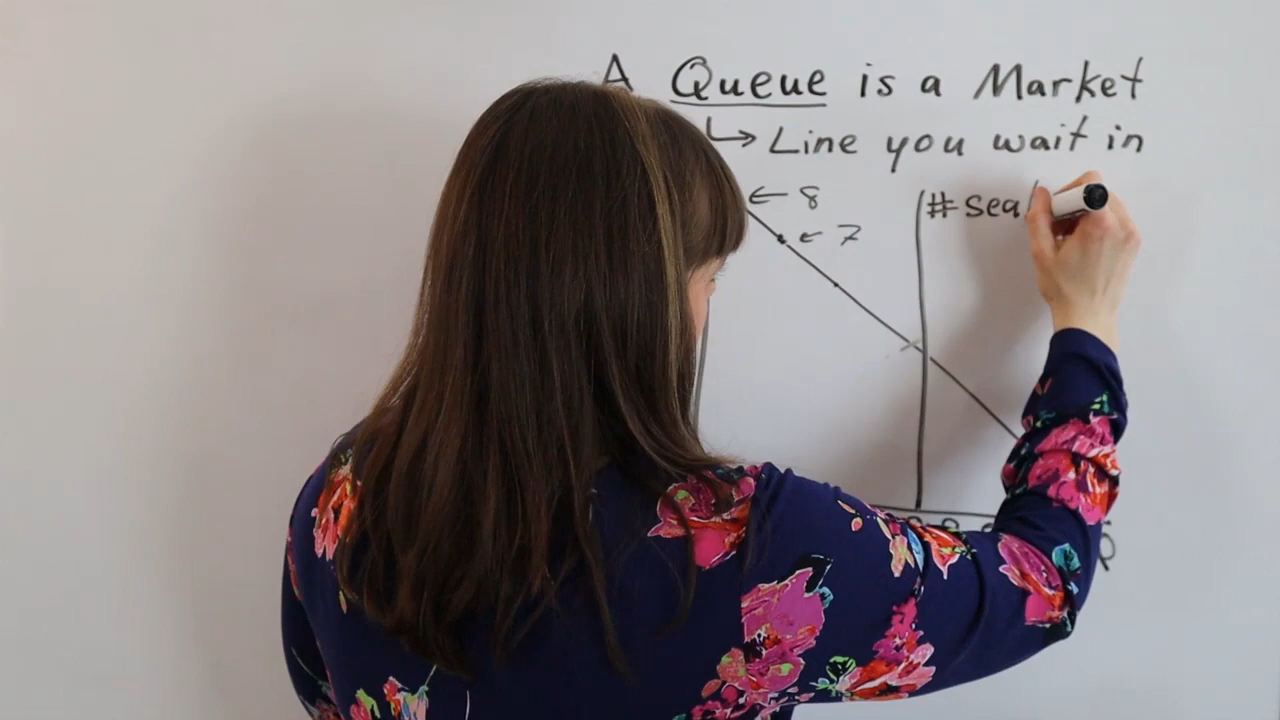 A Queue is a Market
↳ Line you wait in
← 8
← 7
#sea